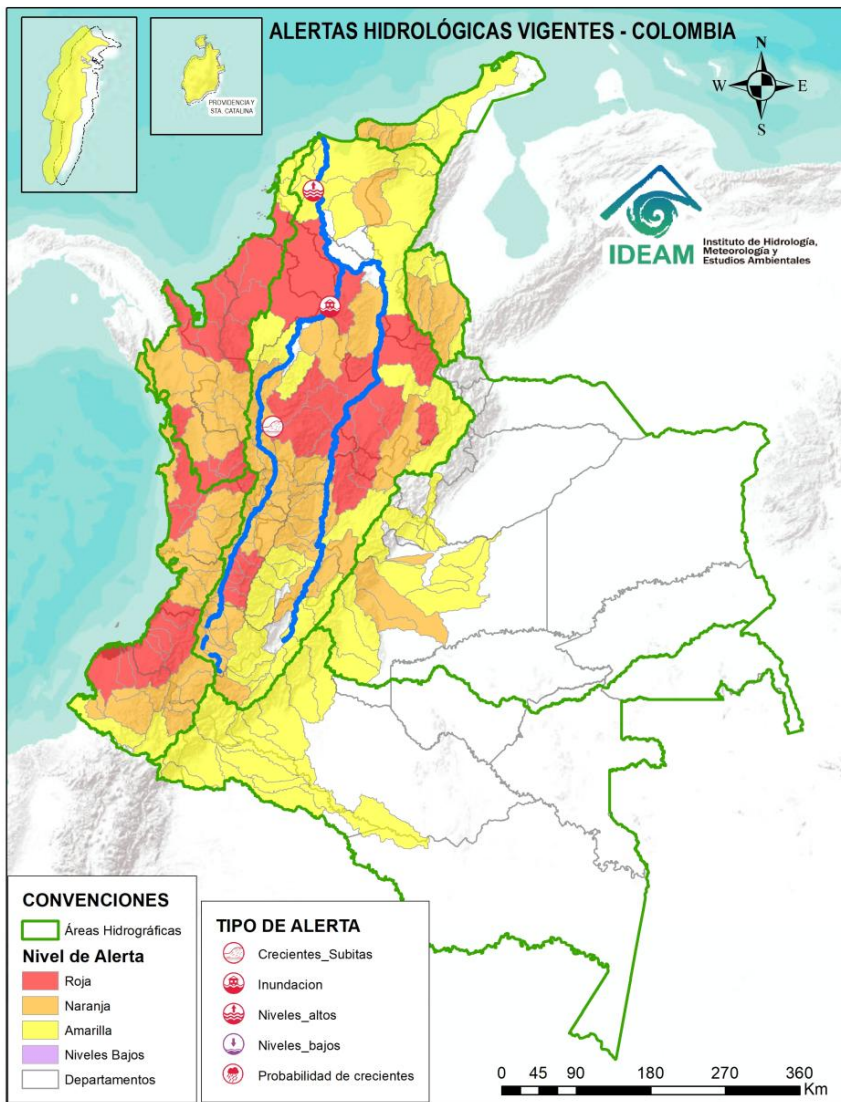 ALERTAS HIDROLÓGICAS VIGENTES - COLOMBIA
PROVIDENCIA Y
STA. CATALINA
N
W
E
S
IDEAM
Instituto de Hidrología,
Meteorología y
Estudios Ambientales
CONVENCIONES
Áreas Hidrográficas
Nivel de Alerta
Roja
Naranja
Amarilla
Niveles Bajos
Departamentos
TIPO DE ALERTA
Crecientes_Subitas
Inundacion
Niveles_altos
Niveles_bajos
Probabilidad de crecientes
0 45 90 180 270 360
Km